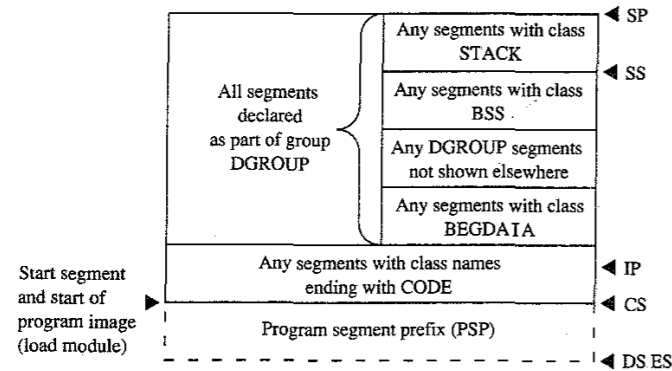 SP
Any segments with class
STACK
SS
All segments
declared
as part of group
DGROUP
Any segments with class
BSS
Any DGROUP segments
not shown elsewhere
Any segments with class
BEGDATA
Any segments with class names
ending with CODE
IP
Start segment
and start of
program image
(load module)
CS
Program segment prefix (PSP)
DS ES